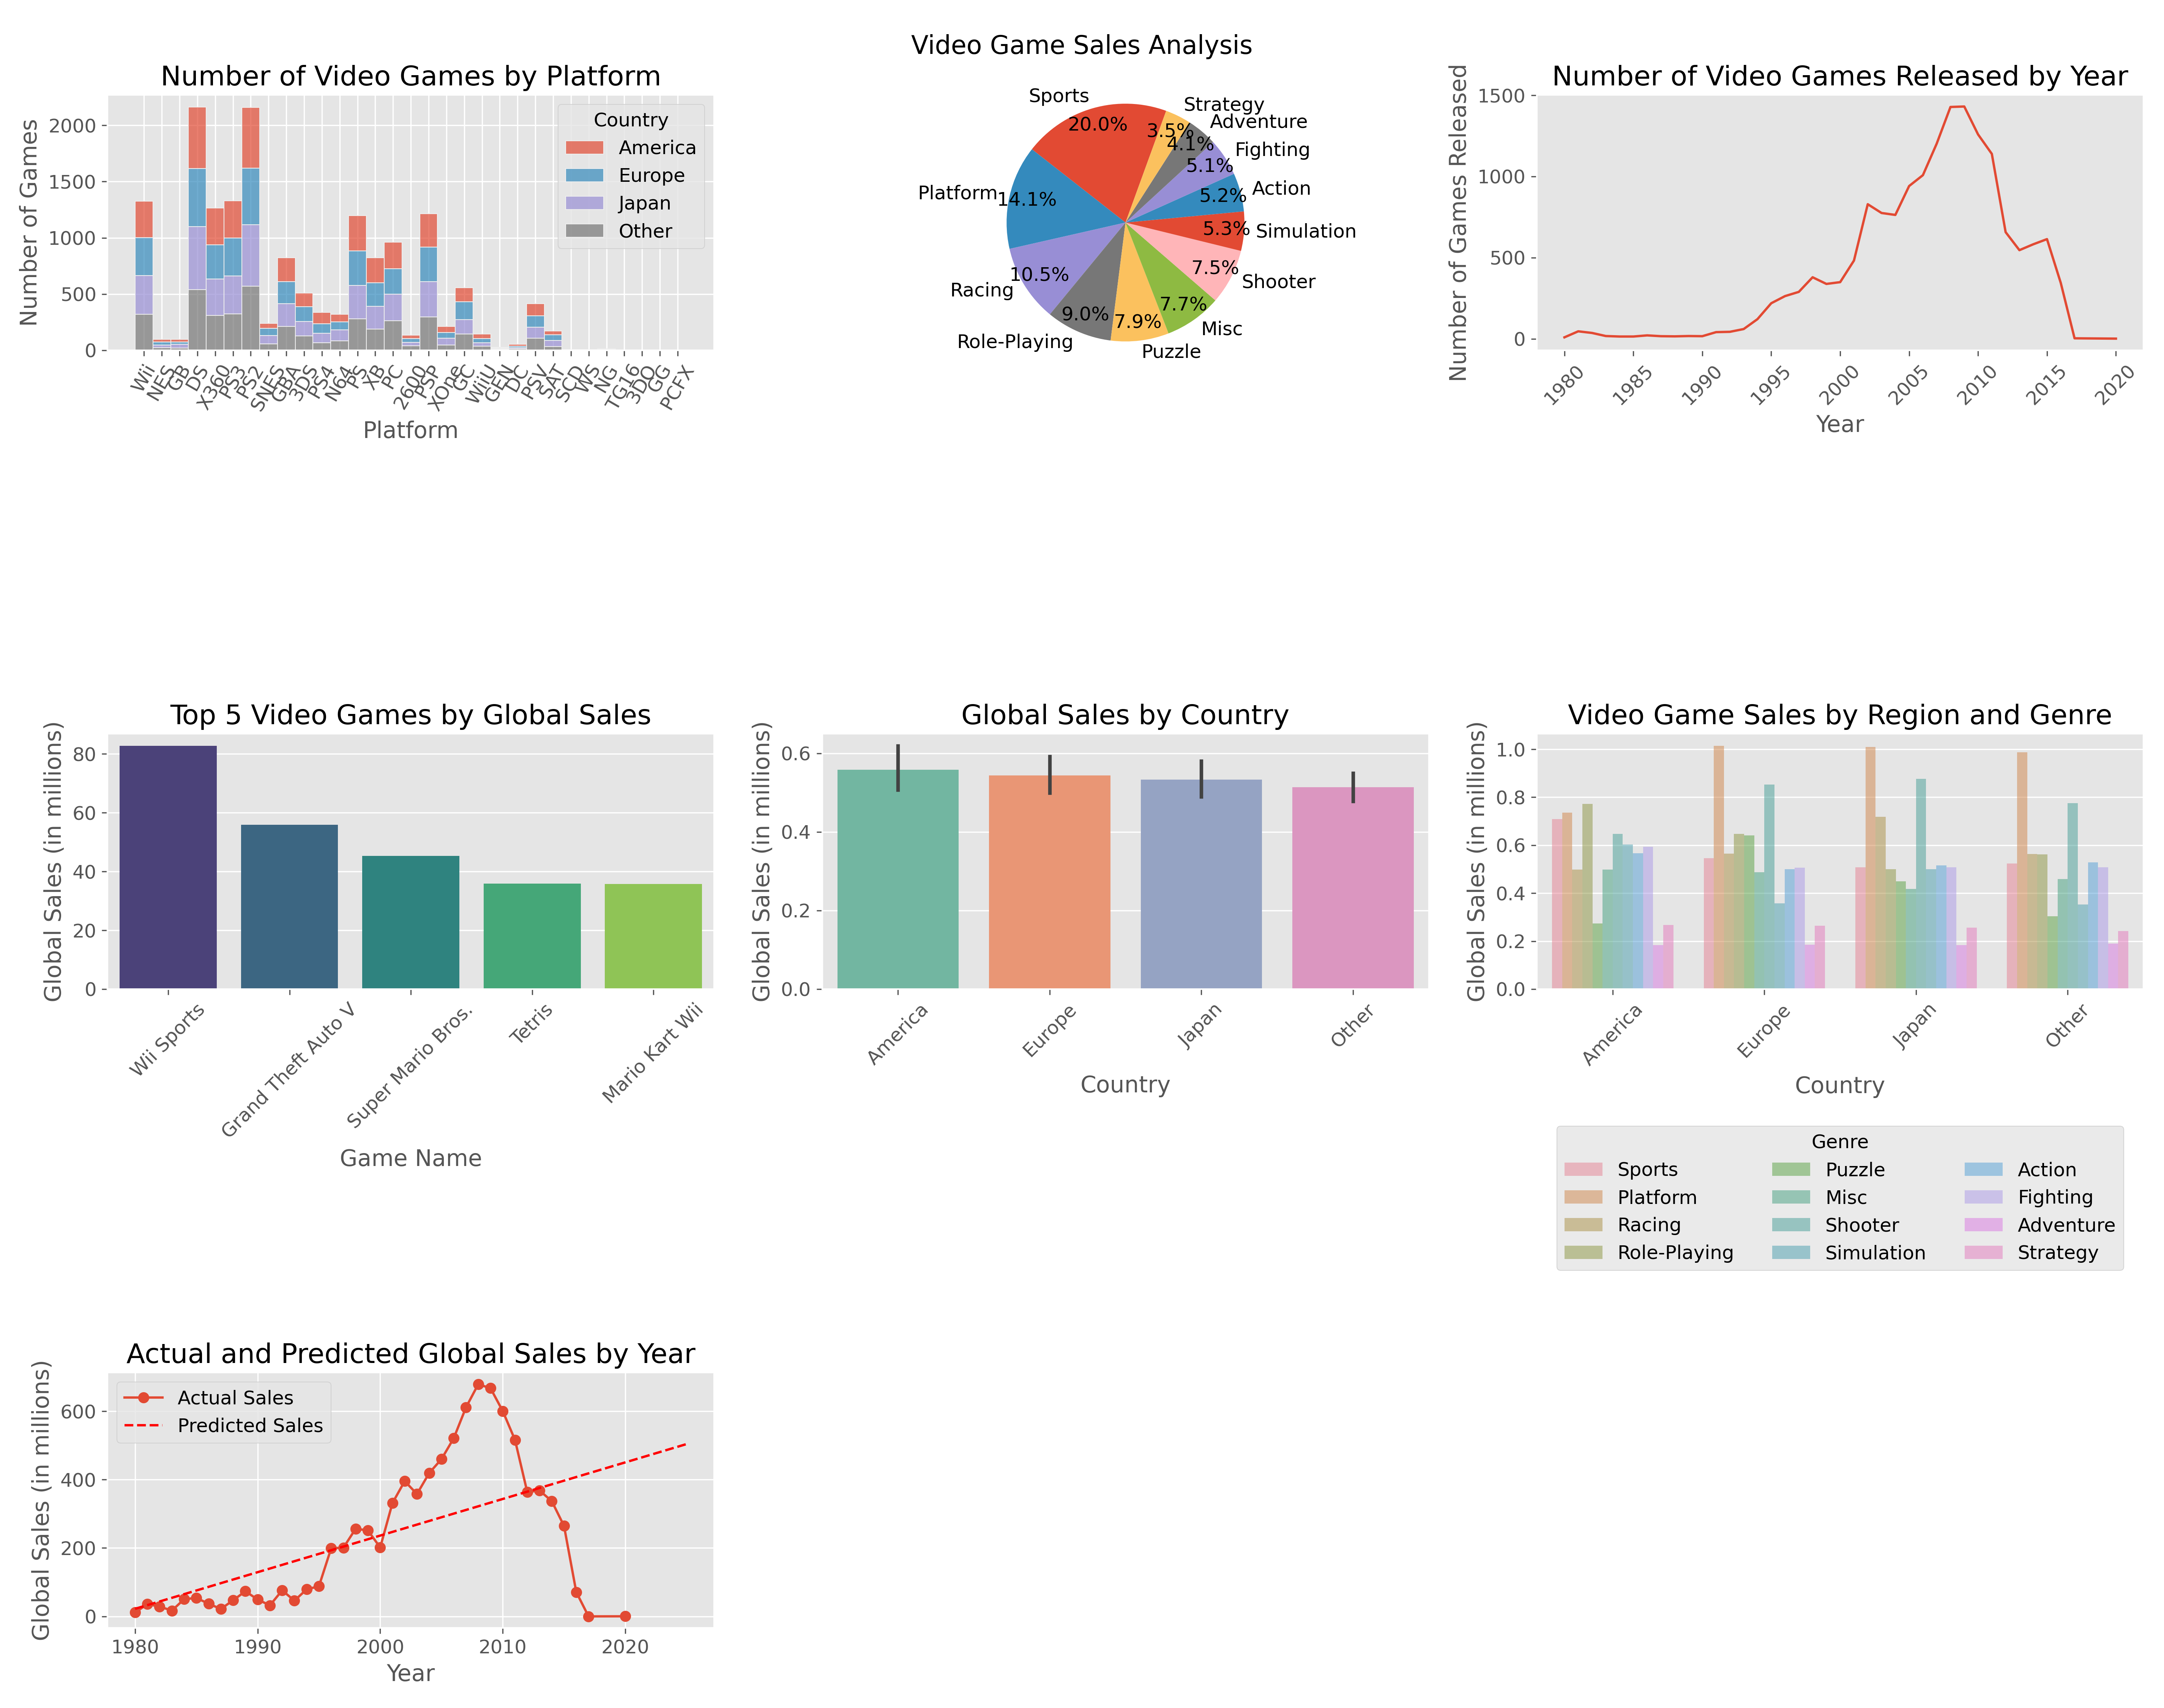 Number of Video Games by Platform
Number of Games
2000
1500
1000
500
0
Country
America
Europe
Japan
Other
Wii
NES
GB
DS
X360
PS3
PS2
SNES
GBA
3DS
PS4
N64
PS
XB
PC
2600
PSP
XOne
GC
WiiU
GEN
DC
PSV
SAT
SCD
WS
NG
TG16
3DO
GG
PCFX
Platform
Video Game Sales Analysis
Sports
20.0%
Platform
14.1%
Racing
10.5%
Role-Playing
9.0%
Puzzle
7.9%
Misc
7.7%
Shooter
7.5%
Simulation
5.3%
Action
5.2%
Fighting
5.1%
Adventure
4.1%
Strategy
3.5%
Number of Video Games Released by Year
Number of Games Released
1500
1000
500
0
1980
1985
1990
1995
2000
2005
2010
2015
2020
Year
Top 5 Video Games by Global Sales
Global Sales (in millions)
80
60
40
20
0
Wii Sports
Grand Theft Auto V
Super Mario Bros.
Tetris
Mario Kart Wii
Game Name
Global Sales by Country
Global Sales (in millions)
0.6
0.4
0.2
0.0
America
Europe
Japan
Other
Country
Video Game Sales by Region and Genre
Global Sales (in millions)
1.0
0.8
0.6
0.4
0.2
0.0
America
Europe
Japan
Other
Country
Genre
Sports
Platform
Racing
Role-Playing
Puzzle
Misc
Shooter
Simulation
Action
Fighting
Adventure
Strategy
Actual and Predicted Global Sales by Year
Global Sales (in millions)
600
400
200
0
Actual Sales
Predicted Sales
1980
1990
2000
2010
2020
Year